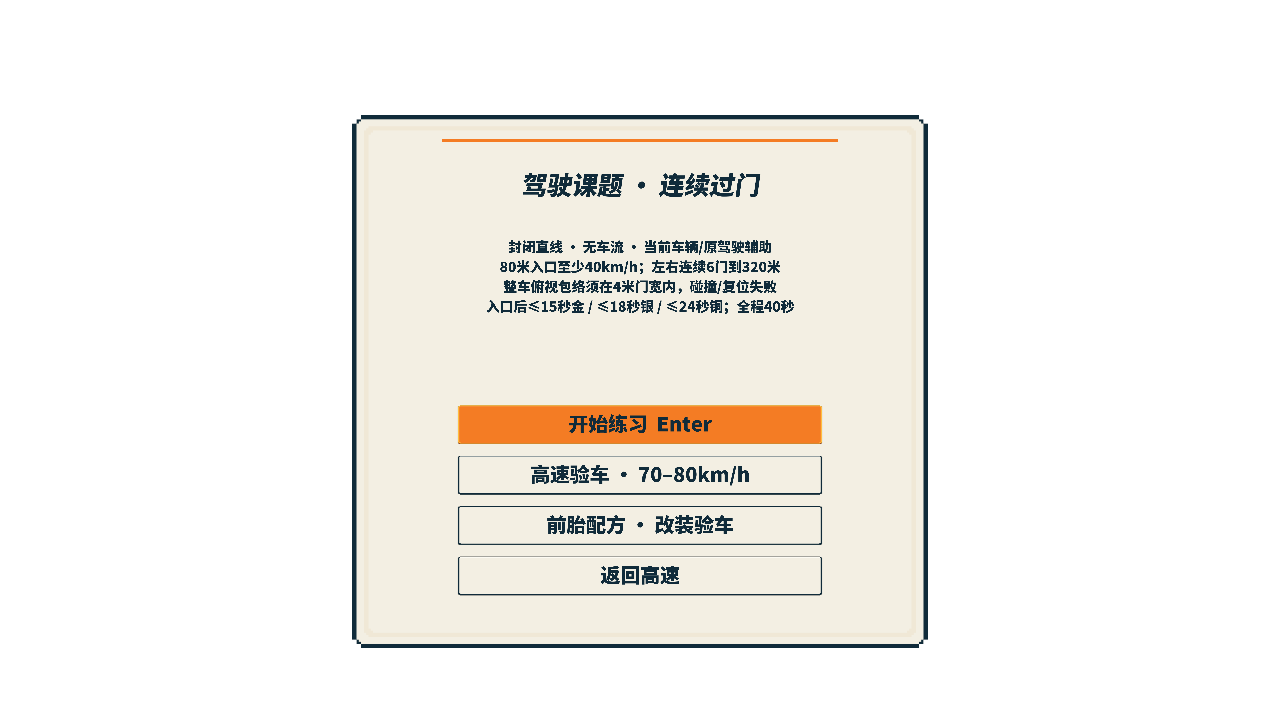 驾驶课题 · 连续过门
封闭直线 · 无车流 · 当前车辆/原驾驶辅助
80米入口至少40km/h；左右连续6门到320米
整车俯视包络须在4米门宽内，碰撞/复位失败
入口后≤15秒金 / ≤18秒银 / ≤24秒铜；全程40秒
开始练习 Enter
高速验车 · 70–80km/h
前胎配方 · 改装验车
返回高速